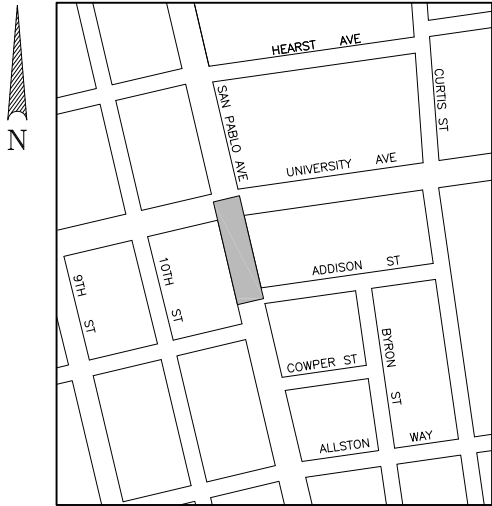 N
HEARST AVE
SAN PABLO AVE
CURTIS ST
UNIVERSITY AVE
ADDISON ST
10TH ST
9TH ST
BYRON ST
COWPER ST
ALLSTON WAY